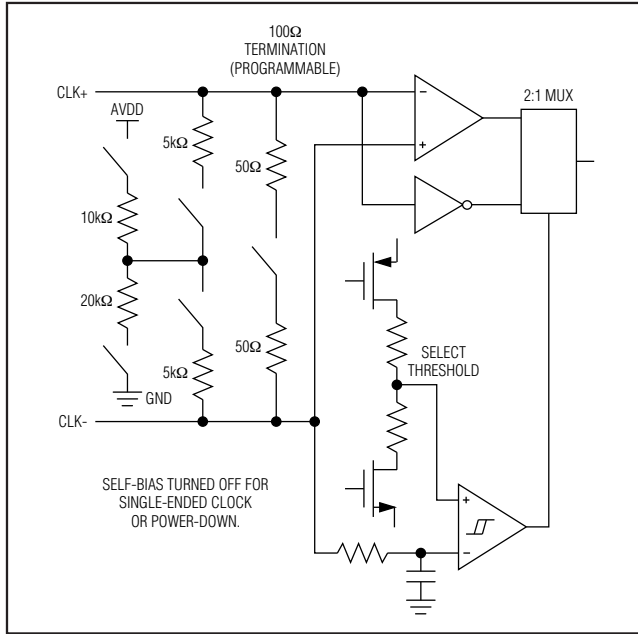 100Ω
TERMINATION
(PROGRAMMABLE)
2:1 MUX
CLK+
AVDD
5kΩ
50Ω
10kΩ
20kΩ
5kΩ
50Ω
GND
CLK-
SELECT
THRESHOLD
SELF-BIAS TURNED OFF FOR
SINGLE-ENDED CLOCK
OR POWER-DOWN.
−
+
+
−